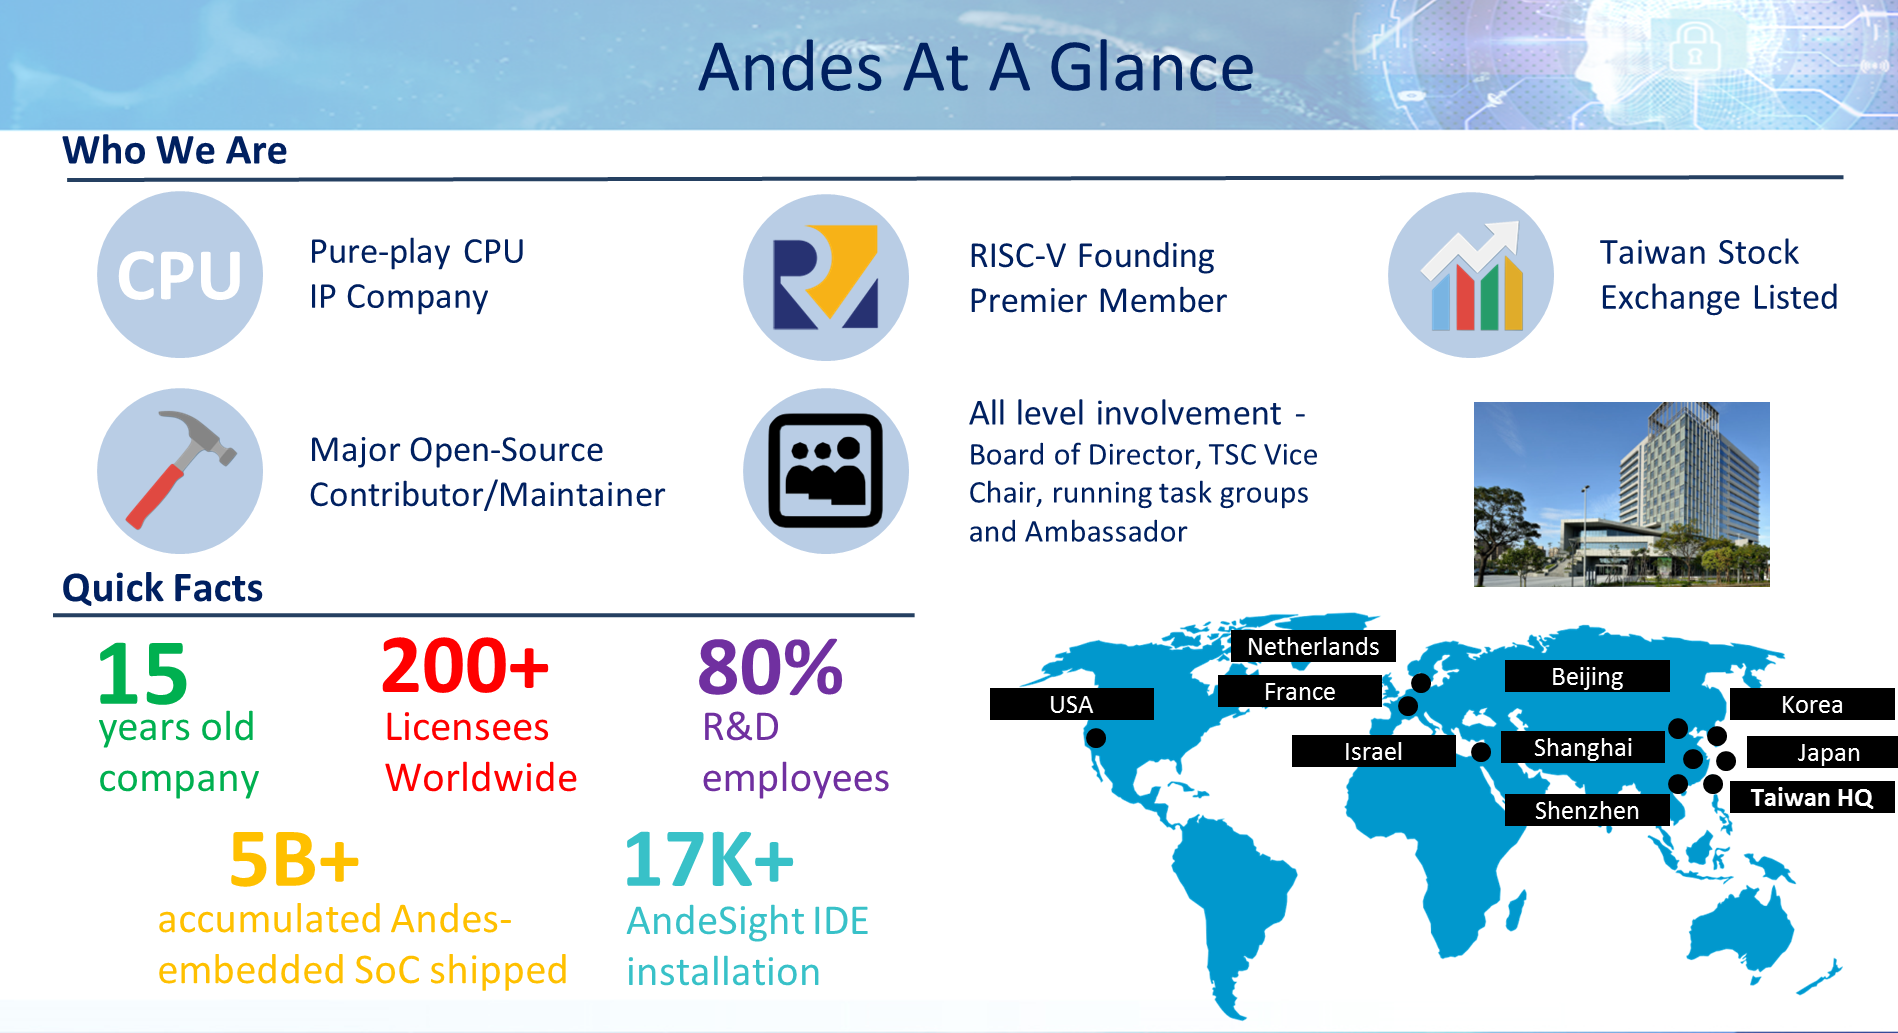 Andes At A Glance
Who We Are
CPU
Pure-play CPU
IP Company
RISC-V Founding
Premier Member
Taiwan Stock
Exchange Listed
Major Open-Source
Contributor/Maintainer
All level involvement -
Board of Director, TSC Vice
Chair, running task groups
and Ambassador
Quick Facts
15
years old
company
200+
Licensees
Worldwide
80%
R&D
employees
5B+
accumulated Andes-
embedded SoC shipped
17K+
AndeSight IDE
installation
Netherlands
France
USA
Israel
Beijing
Shanghai
Shenzhen
Korea
Japan
Taiwan HQ